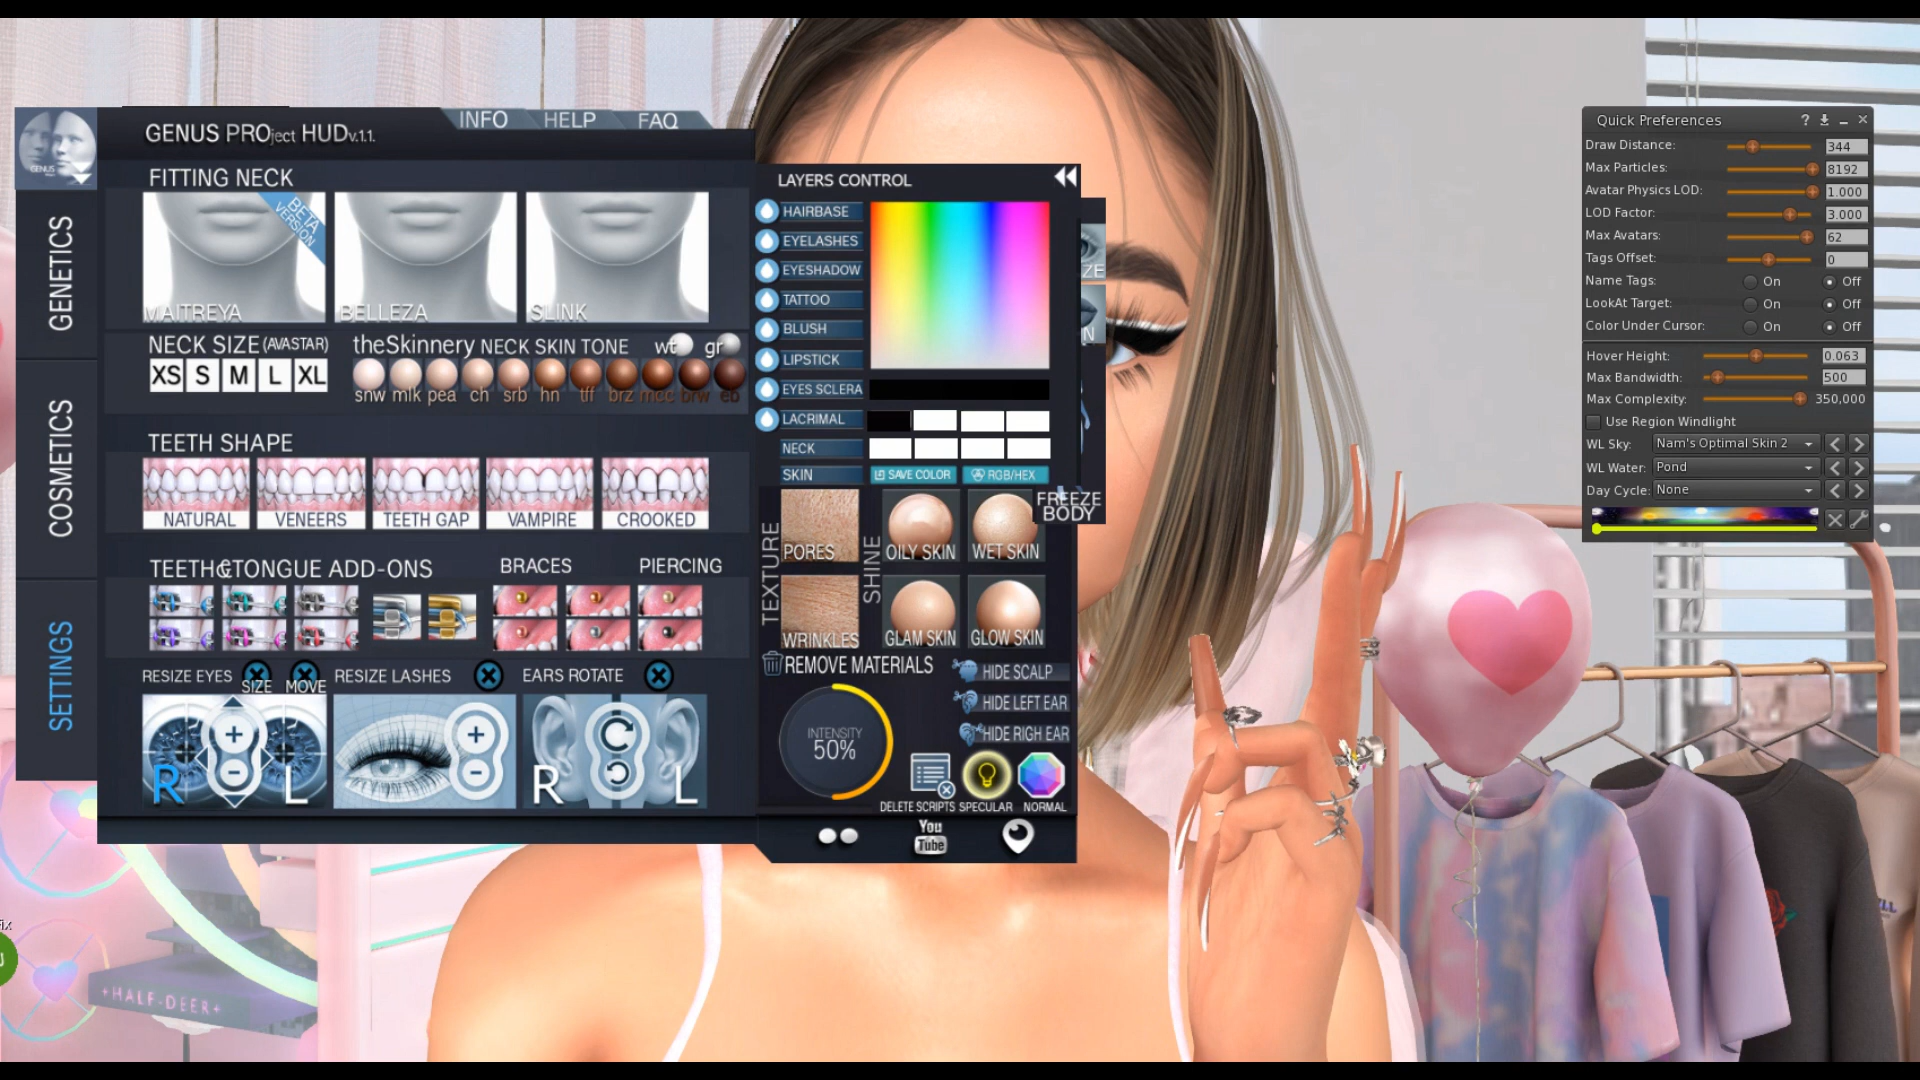 INFO HELP FAQ
GENUS PROject HUDv.1.1.
GENUS
GENETICS
COSMETICS
SETTINGS
FITTING NECK
BETA VERSION
MAITREYA
BELLEZA
SLINK
NECK SIZE (AVASTAR)
XS S M L XL
theSkinnery NECK SKIN TONE wt gr
snw mlk pea ch srb hn tff brz mcc brw eb
TEETH SHAPE
NATURAL VENEERS TEETH GAP VAMPIRE CROOKED
TEETH&TONGUE ADD-ONS BRACES PIERCING
RESIZE EYES SIZE MOVE RESIZE LASHES EARS ROTATE
R L R L
LAYERS CONTROL
HAIRBASE
EYELASHES
EYESHADOW
TATTOO
BLUSH
LIPSTICK
EYES SCLERA
LACRIMAL
NECK
SKIN
SAVE COLOR RGB/HEX
TEXTURE
PORES
WRINKLES
SHINE
OILY SKIN WET SKIN
GLAM SKIN GLOW SKIN
REMOVE MATERIALS
HIDE SCALP
HIDE LEFT EAR
HIDE RIGH EAR
INTENSITY
50%
DELETE SCRIPTS SPECULAR NORMAL
You
Tube
ZE
N
FREEZE
BODY
Quick Preferences ?
Draw Distance: 344
Max Particles: 8192
Avatar Physics LOD: 1.000
LOD Factor: 3.000
Max Avatars: 62
Tags Offset: 0
Name Tags: On Off
LookAt Target: On Off
Color Under Cursor: On Off
Hover Height: 0.063
Max Bandwidth: 500
Max Complexity: 350,000
Use Region Windlight
WL Sky: Nam's Optimal Skin 2
WL Water: Pond
Day Cycle: None
+HALF-DEER+